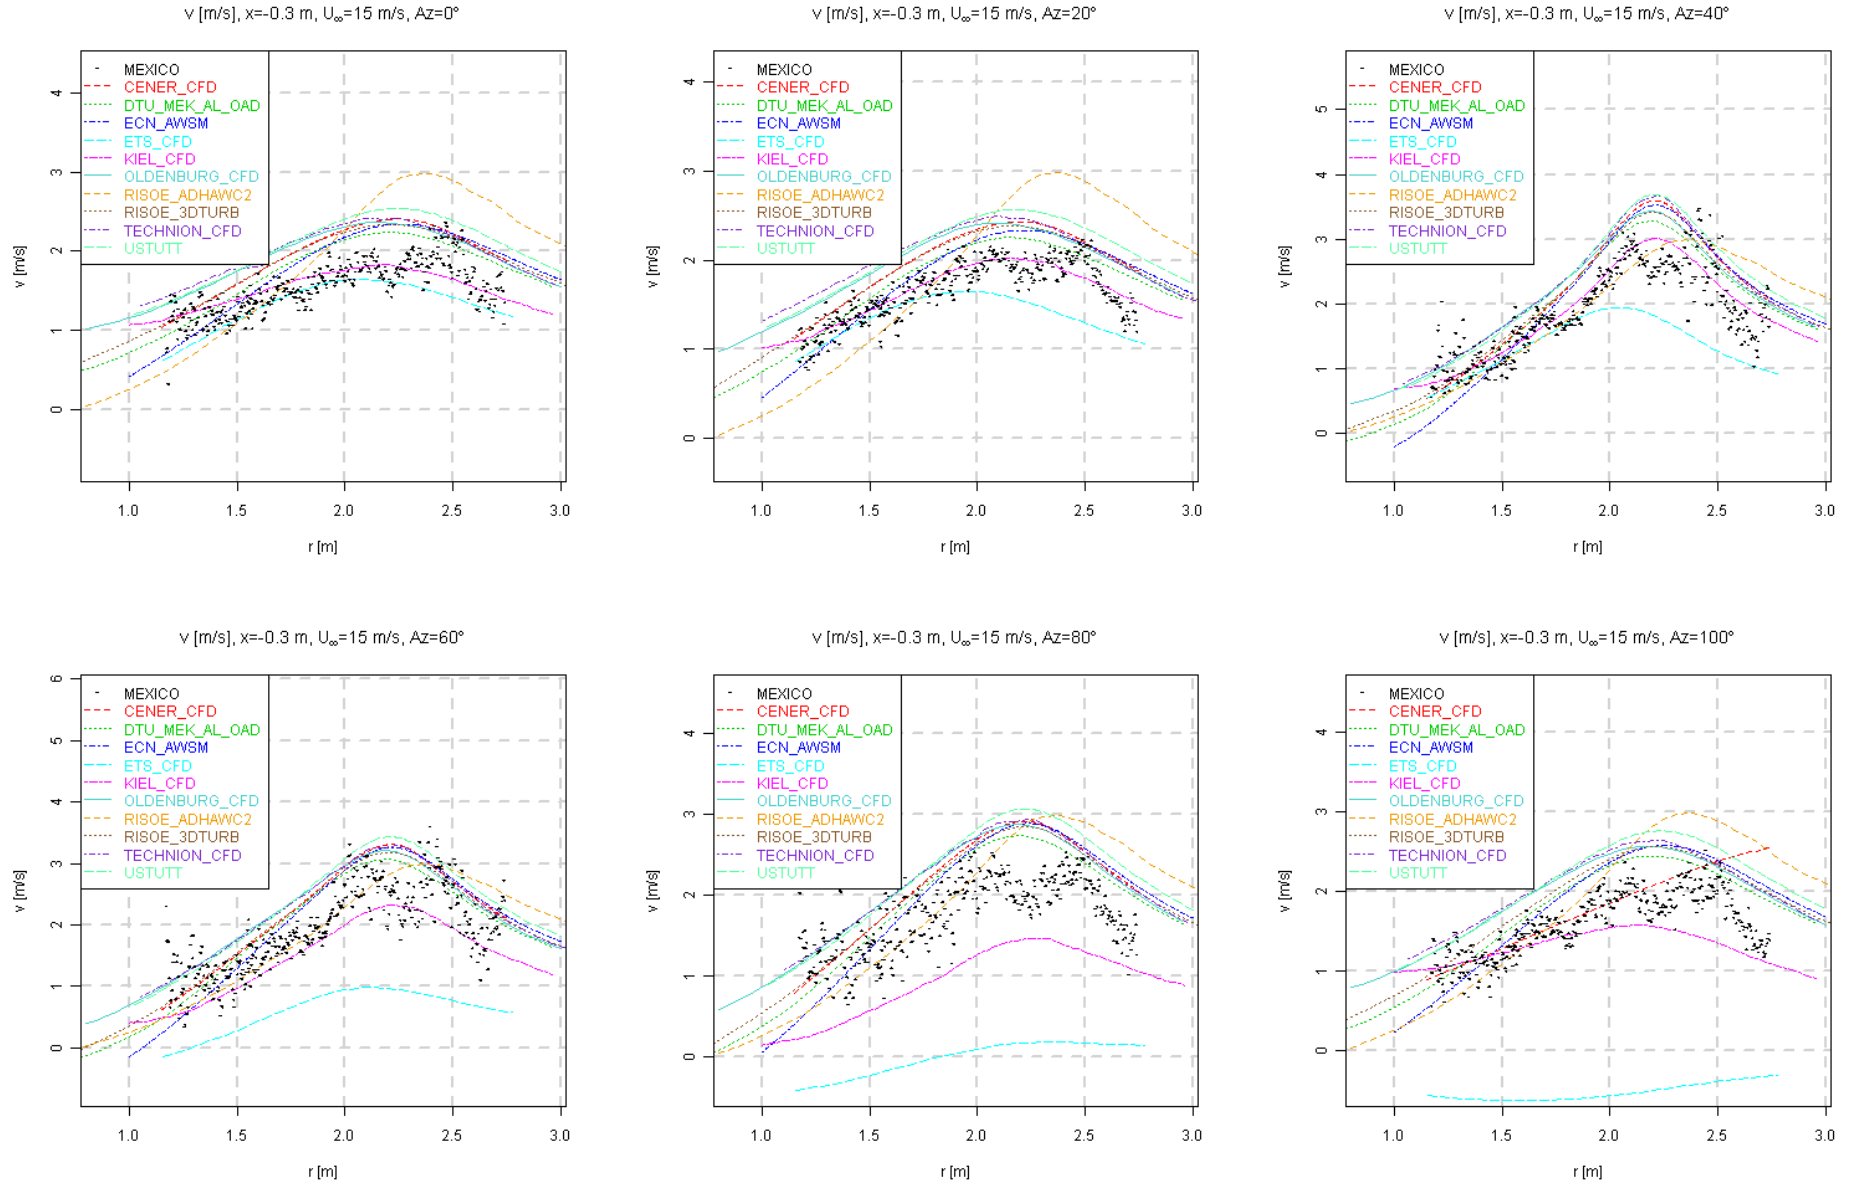 v [m/s], x=-0.3 m, U∞=15 m/s, Az=0°
MEXICO
CENER_CFD
DTU_MEK_AL_OAD
ECN_AWSM
ETS_CFD
KIEL_CFD
OLDENBURG_CFD
RISOE_ADHAWC2
RISOE_3DTURB
TECHNION_CFD
USTUTT
v [m/s]
4
3
2
1
0
1.0 1.5 2.0 2.5 3.0
r [m]
v [m/s], x=-0.3 m, U∞=15 m/s, Az=20°
MEXICO
CENER_CFD
DTU_MEK_AL_OAD
ECN_AWSM
ETS_CFD
KIEL_CFD
OLDENBURG_CFD
RISOE_ADHAWC2
RISOE_3DTURB
TECHNION_CFD
USTUTT
v [m/s]
4
3
2
1
0
1.0 1.5 2.0 2.5 3.0
r [m]
v [m/s], x=-0.3 m, U∞=15 m/s, Az=40°
MEXICO
CENER_CFD
DTU_MEK_AL_OAD
ECN_AWSM
ETS_CFD
KIEL_CFD
OLDENBURG_CFD
RISOE_ADHAWC2
RISOE_3DTURB
TECHNION_CFD
USTUTT
v [m/s]
5
4
3
2
1
0
1.0 1.5 2.0 2.5 3.0
r [m]
v [m/s], x=-0.3 m, U∞=15 m/s, Az=60°
MEXICO
CENER_CFD
DTU_MEK_AL_OAD
ECN_AWSM
ETS_CFD
KIEL_CFD
OLDENBURG_CFD
RISOE_ADHAWC2
RISOE_3DTURB
TECHNION_CFD
USTUTT
v [m/s]
6
5
4
3
2
1
0
1.0 1.5 2.0 2.5 3.0
r [m]
v [m/s], x=-0.3 m, U∞=15 m/s, Az=80°
MEXICO
CENER_CFD
DTU_MEK_AL_OAD
ECN_AWSM
ETS_CFD
KIEL_CFD
OLDENBURG_CFD
RISOE_ADHAWC2
RISOE_3DTURB
TECHNION_CFD
USTUTT
v [m/s]
4
3
2
1
0
1.0 1.5 2.0 2.5 3.0
r [m]
v [m/s], x=-0.3 m, U∞=15 m/s, Az=100°
MEXICO
CENER_CFD
DTU_MEK_AL_OAD
ECN_AWSM
ETS_CFD
KIEL_CFD
OLDENBURG_CFD
RISOE_ADHAWC2
RISOE_3DTURB
TECHNION_CFD
USTUTT
v [m/s]
4
3
2
1
0
1.0 1.5 2.0 2.5 3.0
r [m]